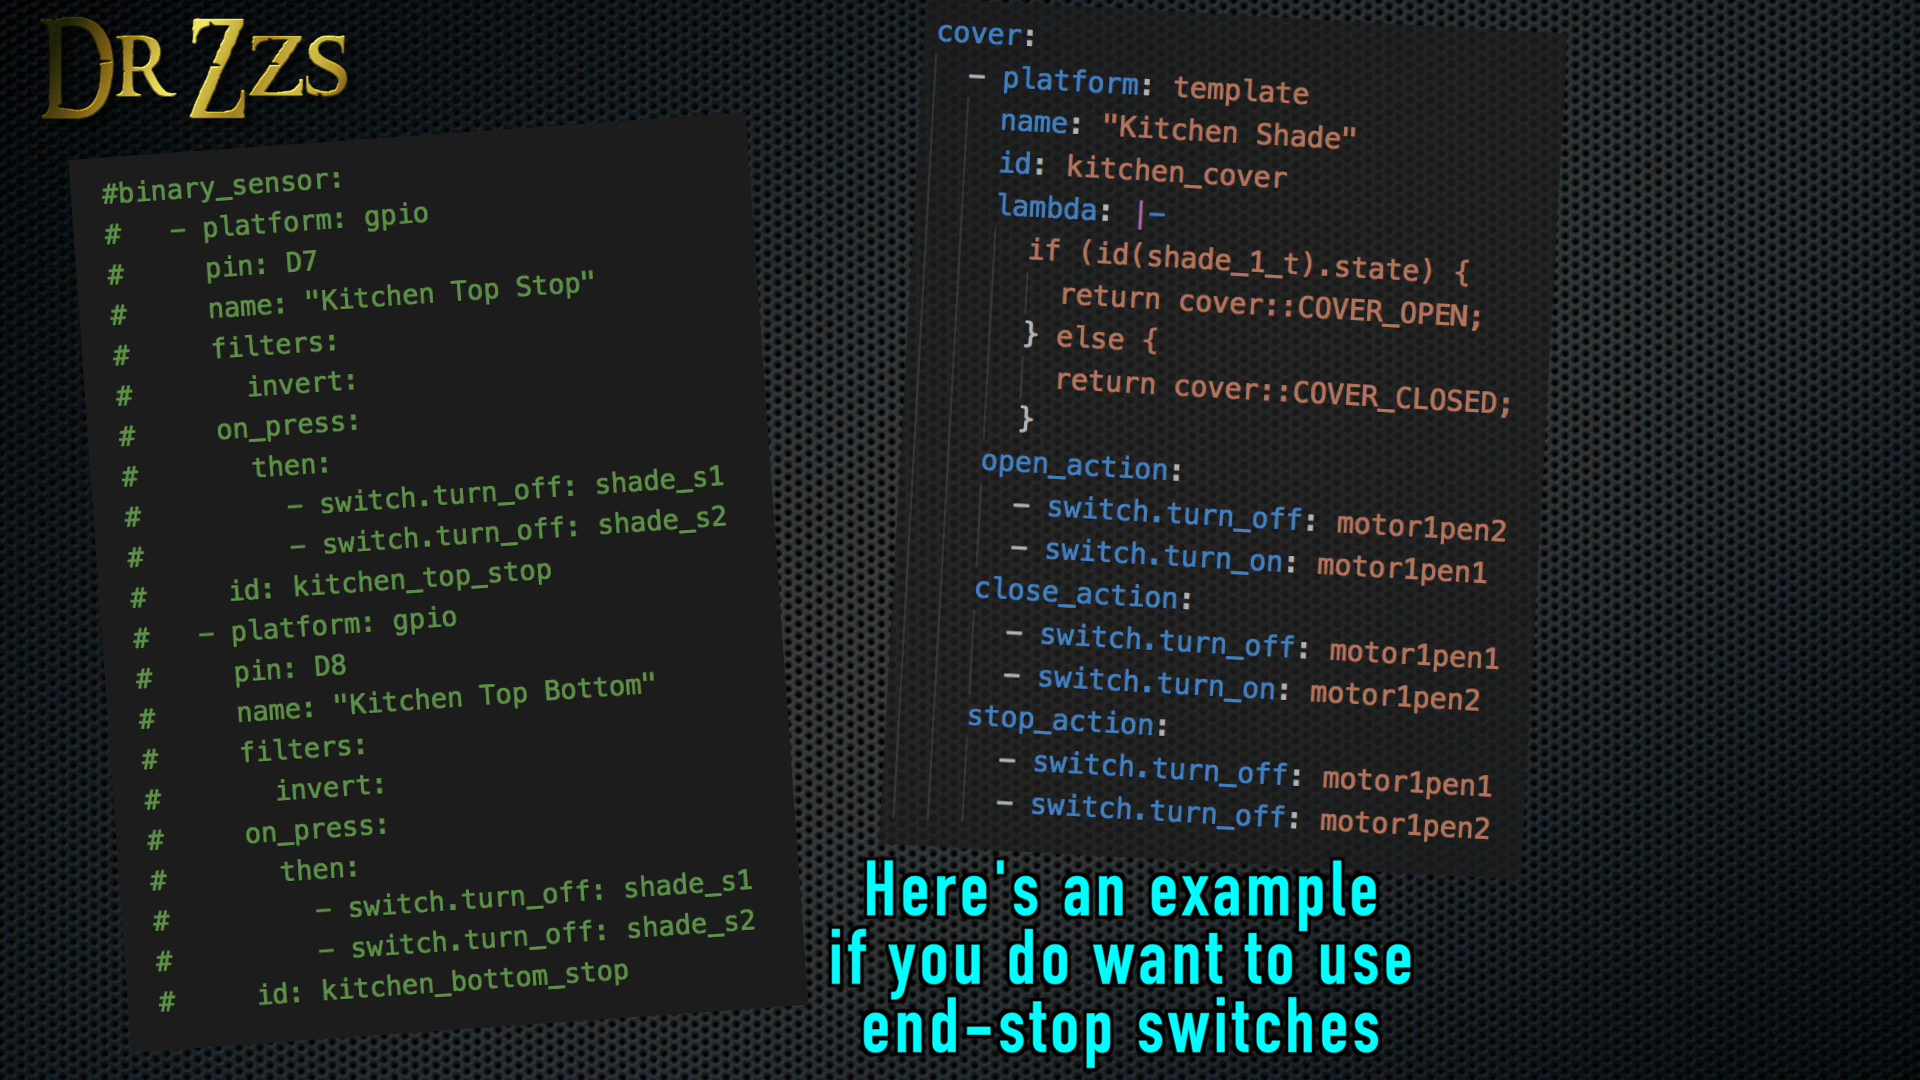 DR ZZS
#binary_sensor:
#   - platform: gpio
#     pin: D7
#     name: "Kitchen Top Stop"
#     filters:
#       invert:
#     on_press:
#       then:
#         - switch.turn_off: shade_s1
#         - switch.turn_off: shade_s2
#     id: kitchen_top_stop
#   - platform: gpio
#     pin: D8
#     name: "Kitchen Top Bottom"
#     filters:
#       invert:
#     on_press:
#       then:
#         - switch.turn_off: shade_s1
#         - switch.turn_off: shade_s2
#     id: kitchen_bottom_stop
cover:
  - platform: template
    name: "Kitchen Shade"
    id: kitchen_cover
    lambda: |-
      if (id(shade_1_t).state) {
        return cover::COVER_OPEN;
      } else {
        return cover::COVER_CLOSED;
      }
    open_action:
      - switch.turn_off: motor1pen2
      - switch.turn_on: motor1pen1
    close_action:
      - switch.turn_off: motor1pen1
      - switch.turn_on: motor1pen2
    stop_action:
      - switch.turn_off: motor1pen1
      - switch.turn_off: motor1pen2
Here's an example
if you do want to use
end-stop switches